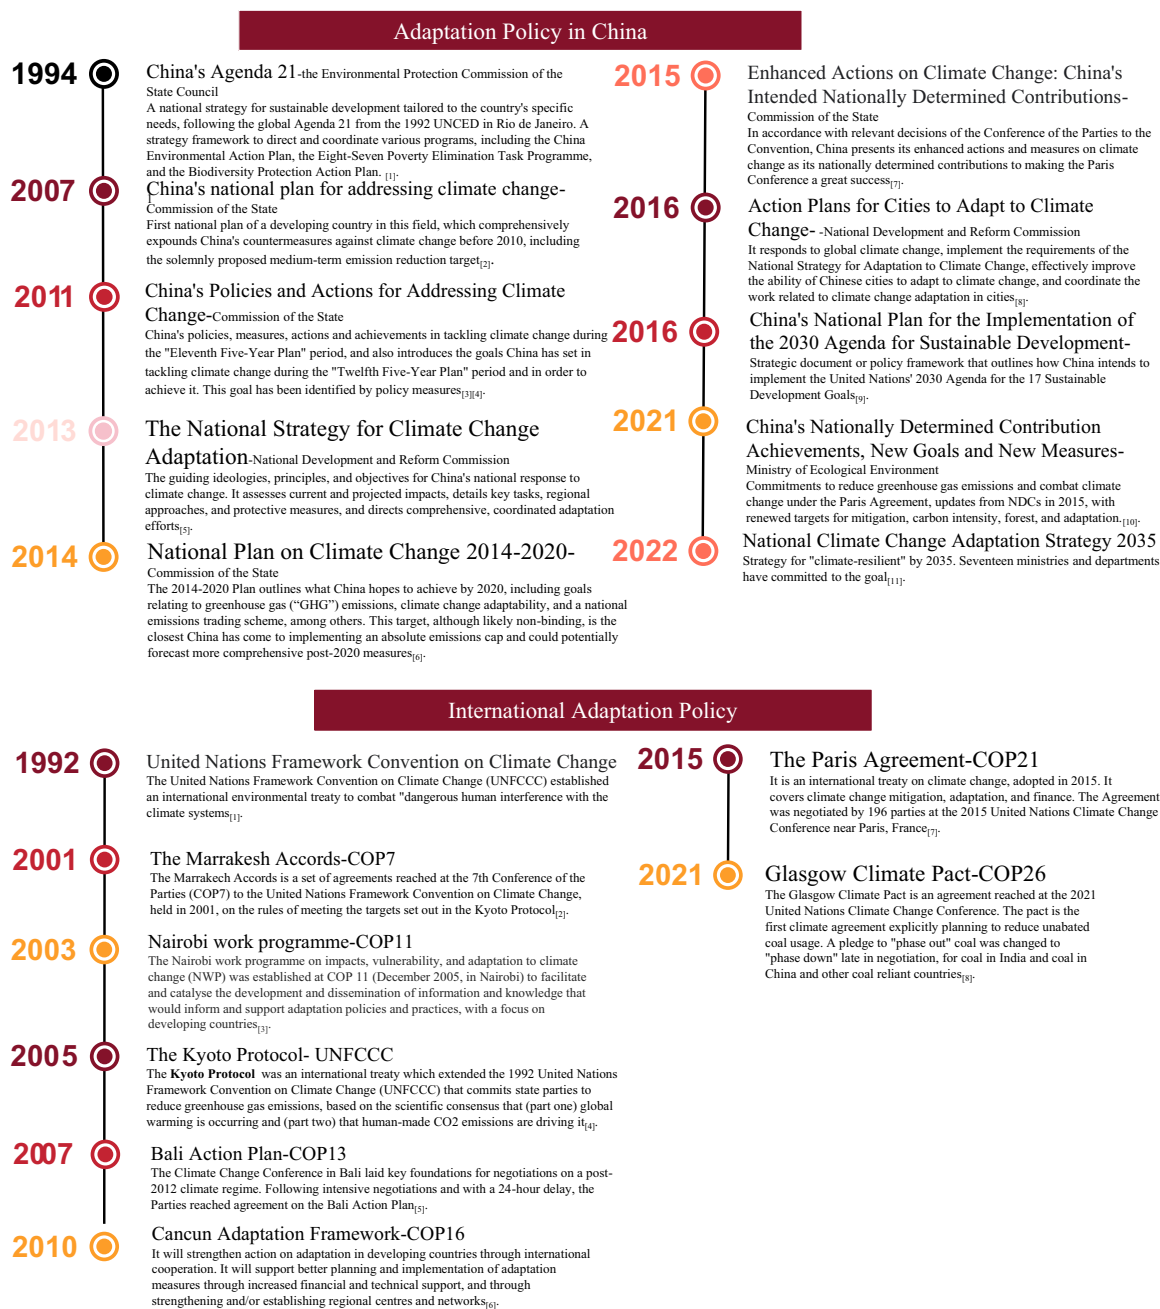 Adaptation Policy in China
1994
China's Agenda 21-the Environmental Protection Commission of the
State Council
A national strategy for sustainable development tailored to the country's specific
needs, following the global Agenda 21 from the 1992 UNCED in Rio de Janeiro. A
strategy framework to direct and coordinate various programs, including the China
Environmental Action Plan, the Eight-Seven Poverty Elimination Task Programme,
and the Biodiversity Protection Action Plan. [1].
2007
China's national plan for addressing climate change-
Commission of the State
First national plan of a developing country in this field, which comprehensively
expounds China's countermeasures against climate change before 2010, including
the solemnly proposed medium-term emission reduction target[2].
2011
China's Policies and Actions for Addressing Climate
Change-Commission of the State
China's policies, measures, actions and achievements in tackling climate change during
the "Eleventh Five-Year Plan" period, and also introduces the goals China has set in
tackling climate change during the "Twelfth Five-Year Plan" period and in order to
achieve it. This goal has been identified by policy measures[3][4].
2013
The National Strategy for Climate Change
Adaptation-National Development and Reform Commission
The guiding ideologies, principles, and objectives for China's national response to
climate change. It assesses current and projected impacts, details key tasks, regional
approaches, and protective measures, and directs comprehensive, coordinated adaptation
efforts[5].
2014
National Plan on Climate Change 2014-2020-
Commission of the State
The 2014-2020 Plan outlines what China hopes to achieve by 2020, including goals
relating to greenhouse gas (“GHG”) emissions, climate change adaptability, and a national
emissions trading scheme, among others. This target, although likely non-binding, is the
closest China has come to implementing an absolute emissions cap and could potentially
forecast more comprehensive post-2020 measures[6].
2015
Enhanced Actions on Climate Change: China's
Intended Nationally Determined Contributions-
Commission of the State
In accordance with relevant decisions of the Conference of the Parties to the
Convention, China presents its enhanced actions and measures on climate
change as its nationally determined contributions to making the Paris
Conference a great success[7].
2016
Action Plans for Cities to Adapt to Climate
Change- -National Development and Reform Commission
It responds to global climate change, implement the requirements of the
National Strategy for Adaptation to Climate Change, effectively improve
the ability of Chinese cities to adapt to climate change, and coordinate the
work related to climate change adaptation in cities[8].
2016
China's National Plan for the Implementation of
the 2030 Agenda for Sustainable Development-
Strategic document or policy framework that outlines how China intends to
implement the United Nations' 2030 Agenda for the 17 Sustainable
Development Goals[9].
2021
China's Nationally Determined Contribution
Achievements, New Goals and New Measures-
Ministry of Ecological Environment
Commitments to reduce greenhouse gas emissions and combat climate
change under the Paris Agreement, updates from NDCs in 2015, with
renewed targets for mitigation, carbon intensity, forest, and adaptation.[10].
2022
National Climate Change Adaptation Strategy 2035
Strategy for "climate-resilient" by 2035. Seventeen ministries and departments
have committed to the goal[11].
International Adaptation Policy
1992
United Nations Framework Convention on Climate Change
The United Nations Framework Convention on Climate Change (UNFCCC) established
an international environmental treaty to combat "dangerous human interference with the
climate systems[1].
2001
The Marrakesh Accords-COP7
The Marrakech Accords is a set of agreements reached at the 7th Conference of the
Parties (COP7) to the United Nations Framework Convention on Climate Change,
held in 2001, on the rules of meeting the targets set out in the Kyoto Protocol[2].
2003
Nairobi work programme-COP11
The Nairobi work programme on impacts, vulnerability, and adaptation to climate
change (NWP) was established at COP 11 (December 2005, in Nairobi) to facilitate
and catalyse the development and dissemination of information and knowledge that
would inform and support adaptation policies and practices, with a focus on
developing countries[3].
2005
The Kyoto Protocol- UNFCCC
The Kyoto Protocol was an international treaty which extended the 1992 United Nations
Framework Convention on Climate Change (UNFCCC) that commits state parties to
reduce greenhouse gas emissions, based on the scientific consensus that (part one) global
warming is occurring and (part two) that human-made CO2 emissions are driving it[4].
2007
Bali Action Plan-COP13
The Climate Change Conference in Bali laid key foundations for negotiations on a post-
2012 climate regime. Following intensive negotiations and with a 24-hour delay, the
Parties reached agreement on the Bali Action Plan[5].
2010
Cancun Adaptation Framework-COP16
It will strengthen action on adaptation in developing countries through international
cooperation. It will support better planning and implementation of adaptation
measures through increased financial and technical support, and through
strengthening and/or establishing regional centres and networks[6].
2015
The Paris Agreement-COP21
It is an international treaty on climate change, adopted in 2015. It
covers climate change mitigation, adaptation, and finance. The Agreement
was negotiated by 196 parties at the 2015 United Nations Climate Change
Conference near Paris, France[7].
2021
Glasgow Climate Pact-COP26
The Glasgow Climate Pact is an agreement reached at the 2021
United Nations Climate Change Conference. The pact is the
first climate agreement explicitly planning to reduce unabated
coal usage. A pledge to "phase out" coal was changed to
"phase down" late in negotiation, for coal in India and coal in
China and other coal reliant countries[8].